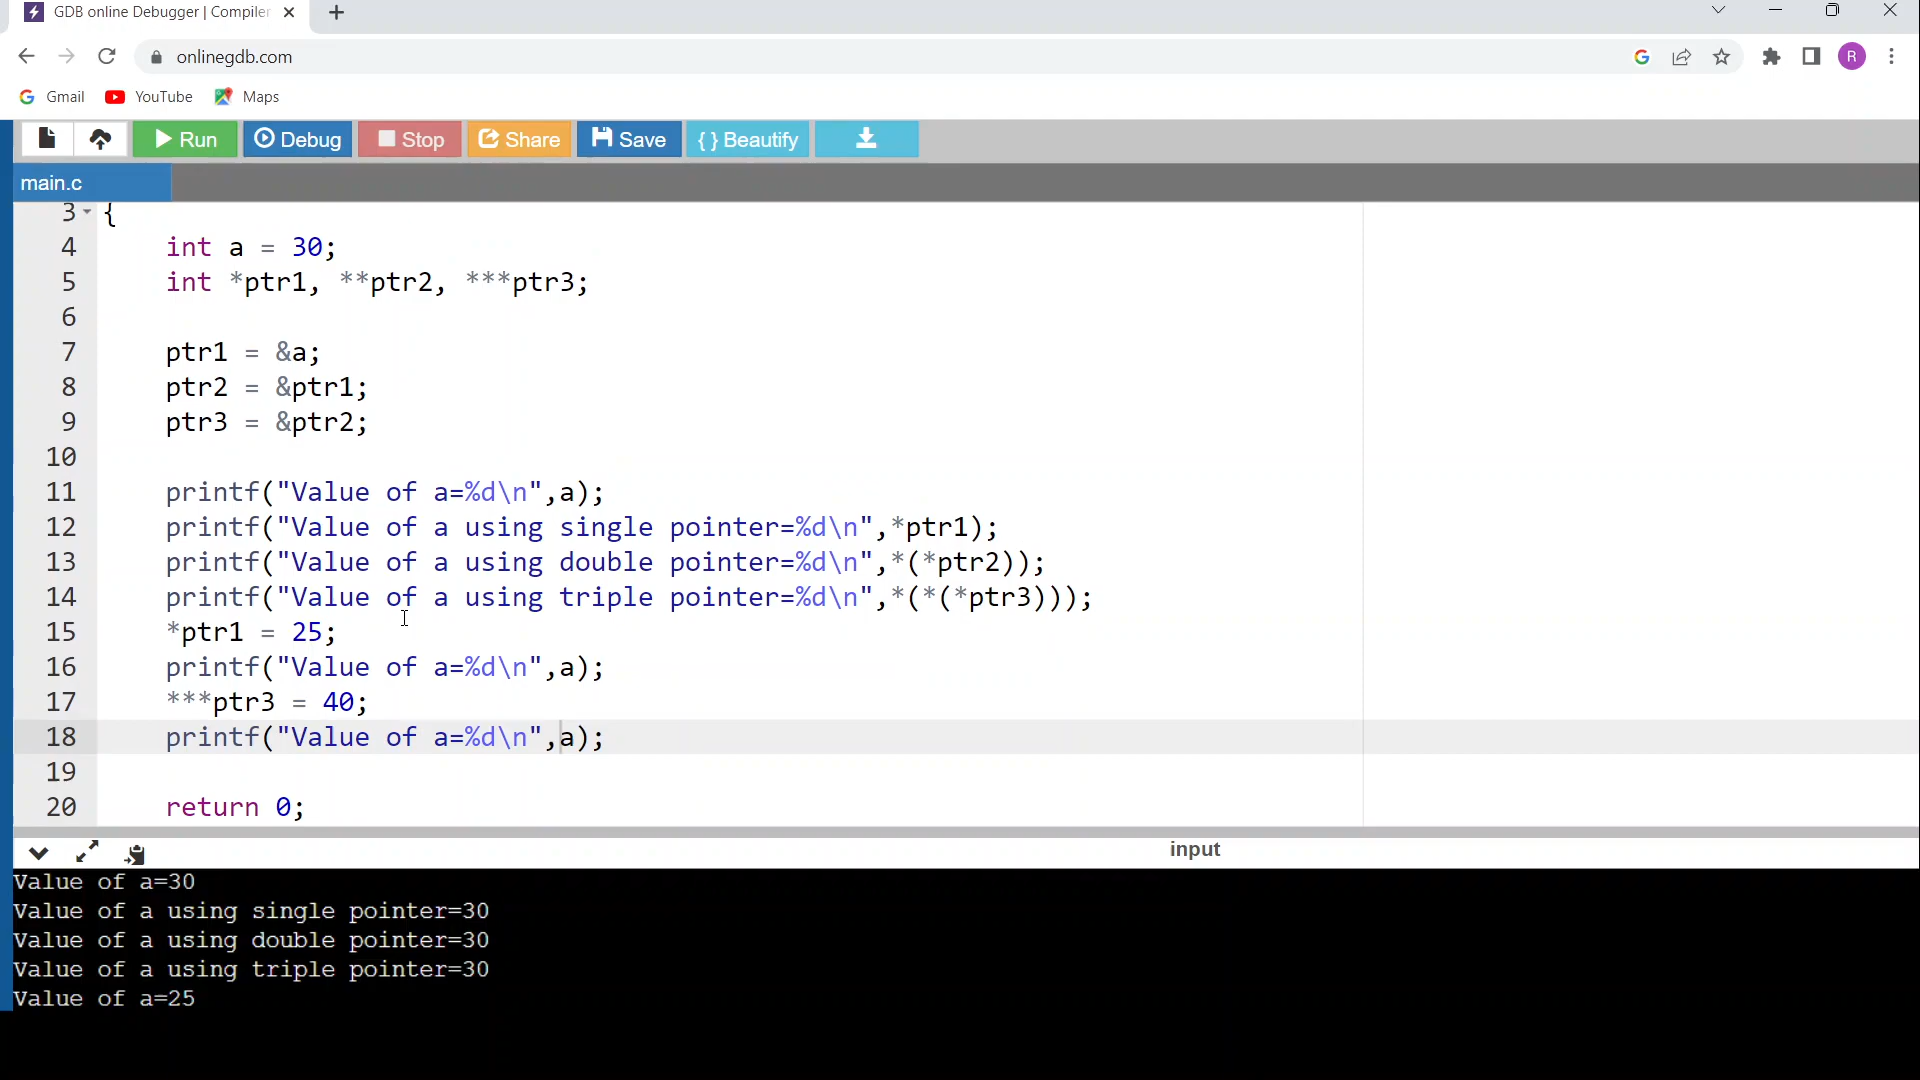 GDB online Debugger | Compiler
onlinegdb.com
R
Gmail YouTube Maps
Run Debug Stop Share Save { } Beautify
main.c
3 {
4 int a = 30;
5 int *ptr1, **ptr2, ***ptr3;
6
7 ptr1 = &a;
8 ptr2 = &ptr1;
9 ptr3 = &ptr2;
10
11 printf("Value of a=%d\n",a);
12 printf("Value of a using single pointer=%d\n",*ptr1);
13 printf("Value of a using double pointer=%d\n",*(*ptr2));
14 printf("Value of a using triple pointer=%d\n",*(*(*ptr3)));
15 *ptr1 = 25;
16 printf("Value of a=%d\n",a);
17 ***ptr3 = 40;
18 printf("Value of a=%d\n",a);
19
20 return 0;
input
Value of a=30
Value of a using single pointer=30
Value of a using double pointer=30
Value of a using triple pointer=30
Value of a=25